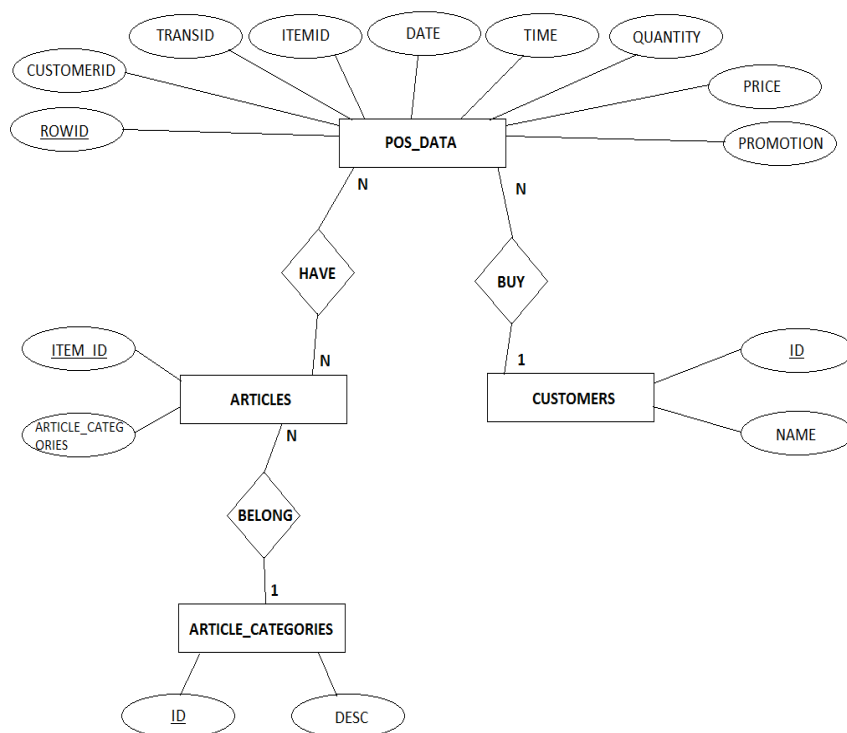 TRANSID
ITEMID
DATE
TIME
QUANTITY
CUSTOMERID
PRICE
ROWID
PROMOTION
POS_DATA
N
N
HAVE
BUY
ITEM_ID
N
1
ID
ARTICLES
CUSTOMERS
ARTICLE_CATEG
ORIES
N
NAME
BELONG
1
ARTICLE_CATEGORIES
ID
DESC